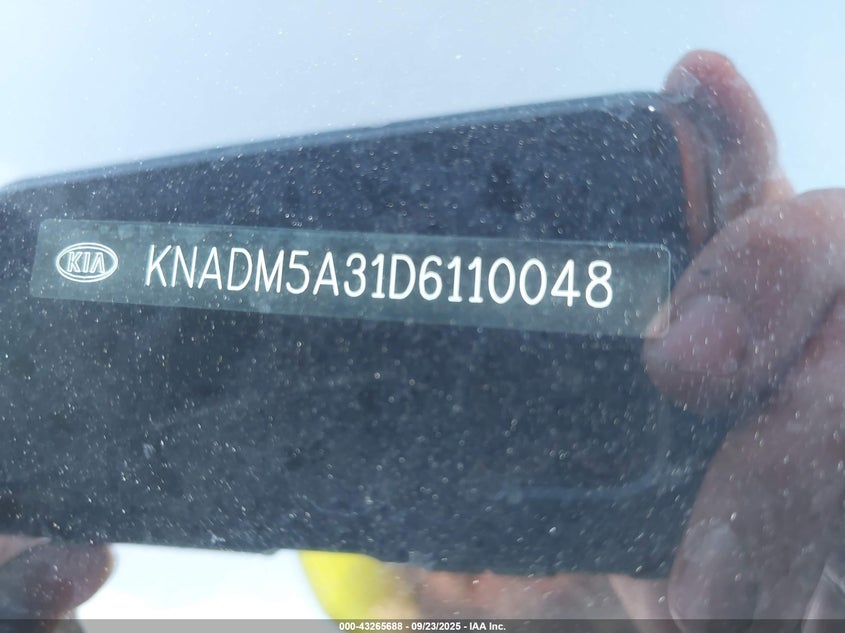 KIA KNADM5A31D6110048
000-43265688 - 09/23/2025 - IAA Inc.